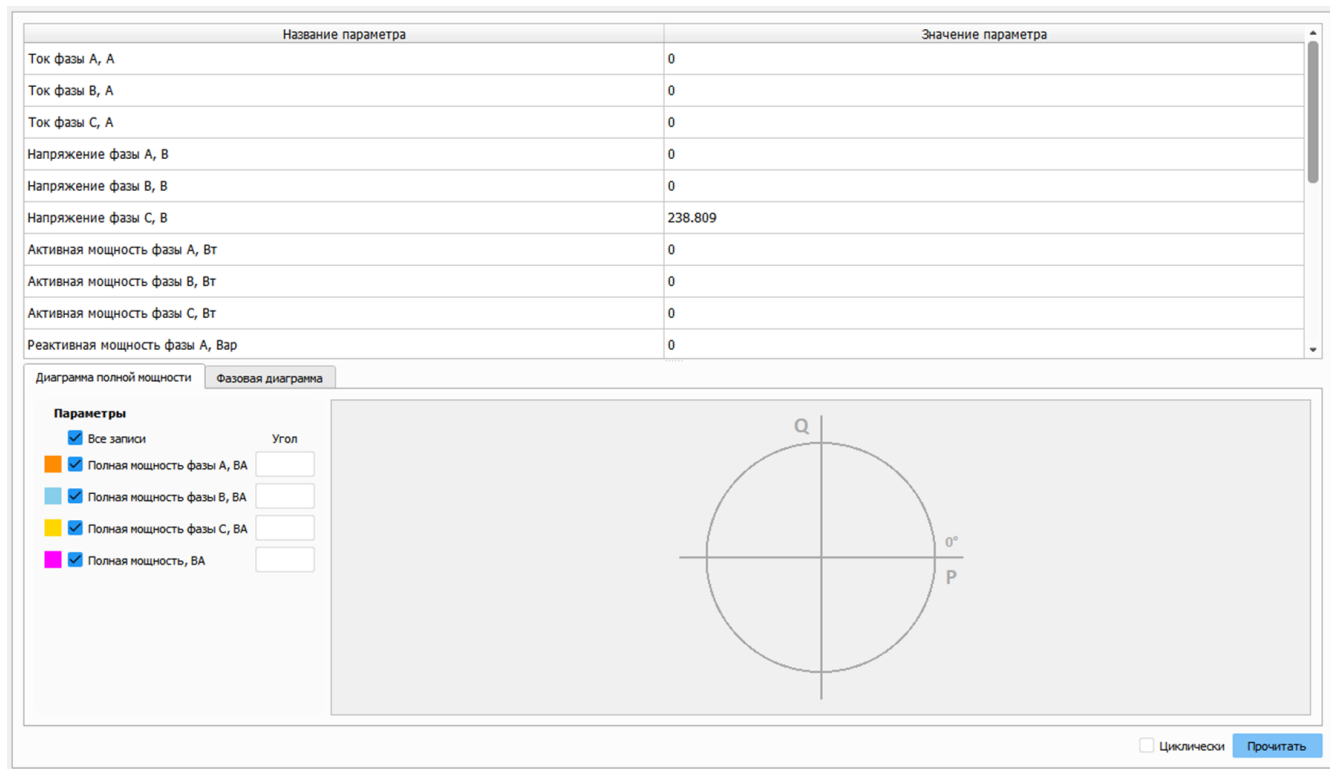 Название параметра Значение параметра
Ток фазы A, А 0
Ток фазы B, А 0
Ток фазы C, А 0
Напряжение фазы A, В 0
Напряжение фазы B, В 0
Напряжение фазы C, В 238.809
Активная мощность фазы A, Вт 0
Активная мощность фазы B, Вт 0
Активная мощность фазы C, Вт 0
Реактивная мощность фазы A, Вар 0
Диаграмма полной мощности Фазовая диаграмма
Параметры
Все записи Угол
Полная мощность фазы A, ВА
Полная мощность фазы B, ВА
Полная мощность фазы C, ВА
Полная мощность, ВА
Q
0°
P
Циклически Прочитать